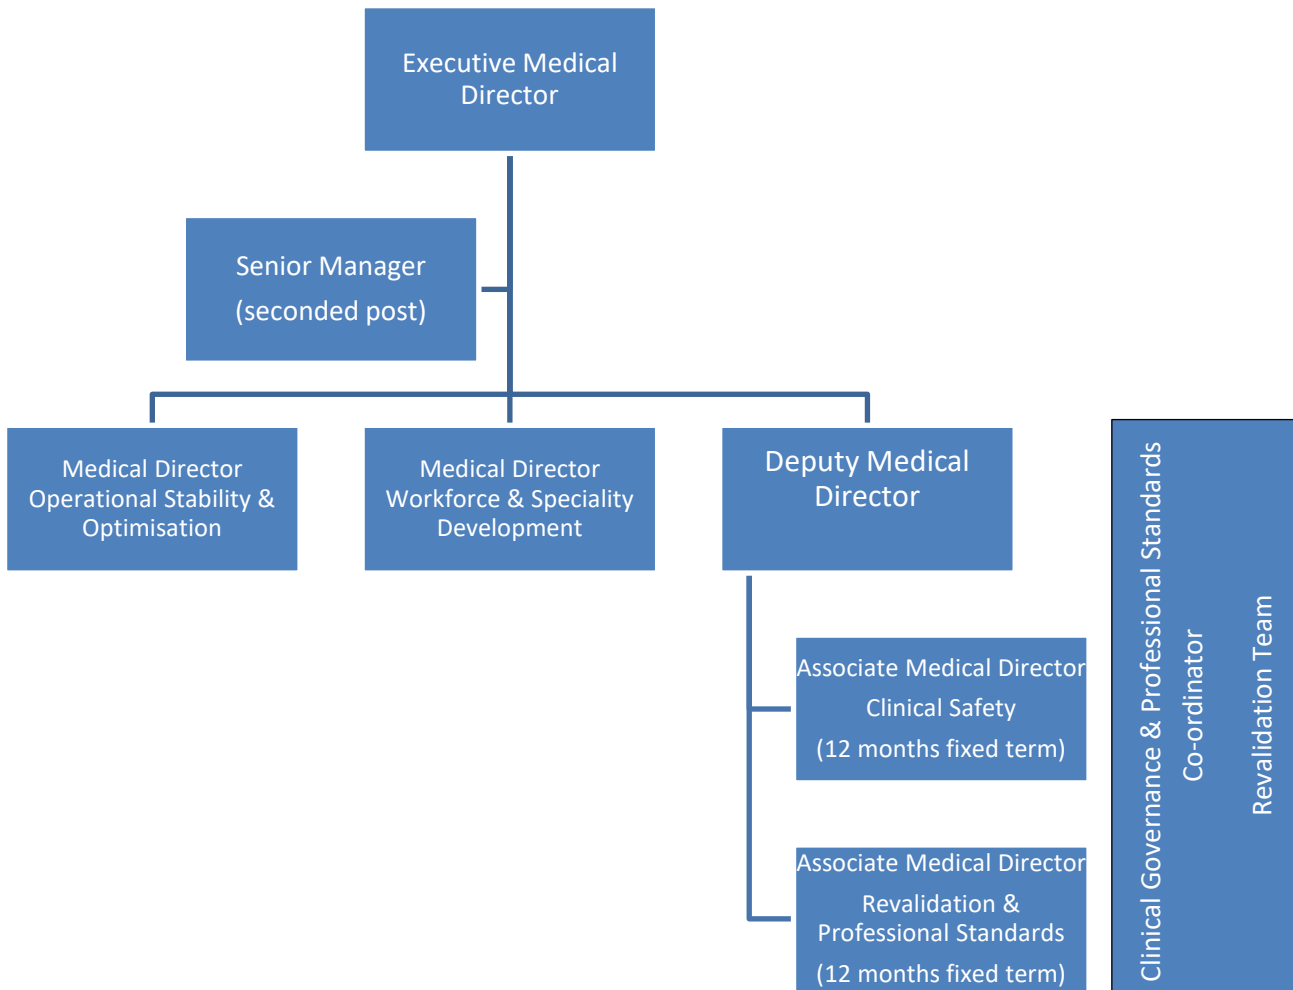 Executive Medical
Director
Senior Manager
(seconded post)
Medical Director
Operational Stability &
Optimisation
Medical Director
Workforce & Speciality
Development
Deputy Medical
Director
Associate Medical Director
Clinical Safety
(12 months fixed term)
Associate Medical Director
Revalidation &
Professional Standards
(12 months fixed term)
Clinical Governance & Professional Standards
Co-ordinator
Revalidation Team